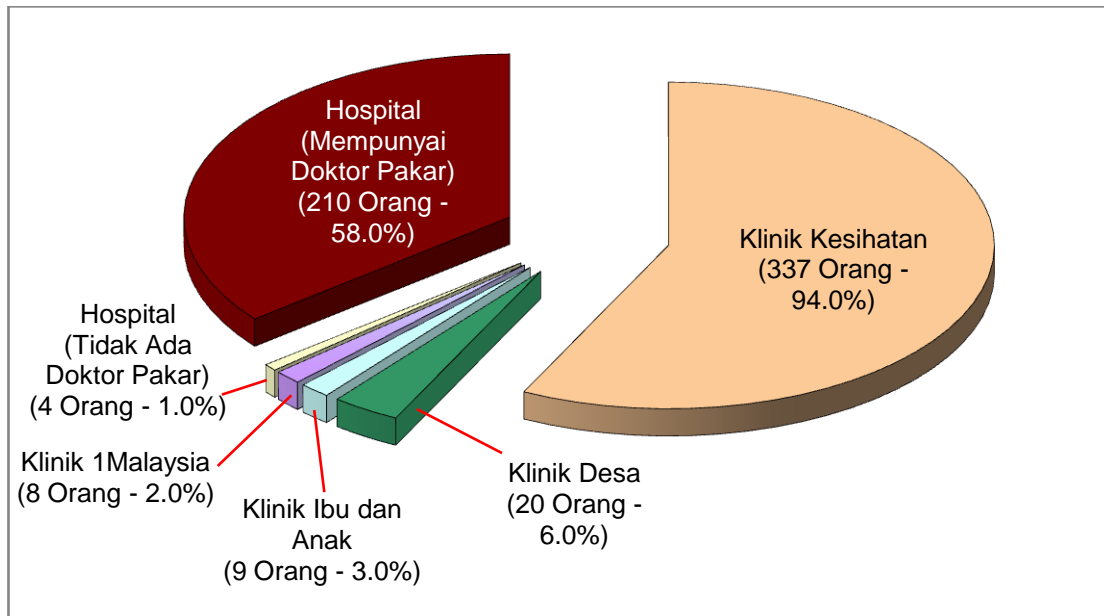 Hospital
(Mempunyai
Doktor Pakar)
(210 Orang -
58.0%)
Klinik Kesihatan
(337 Orang -
94.0%)
Hospital
(Tidak Ada
Doktor Pakar)
(4 Orang - 1.0%)
Klinik 1Malaysia
(8 Orang - 2.0%)
Klinik Ibu dan
Anak
(9 Orang - 3.0%)
Klinik Desa
(20 Orang -
6.0%)